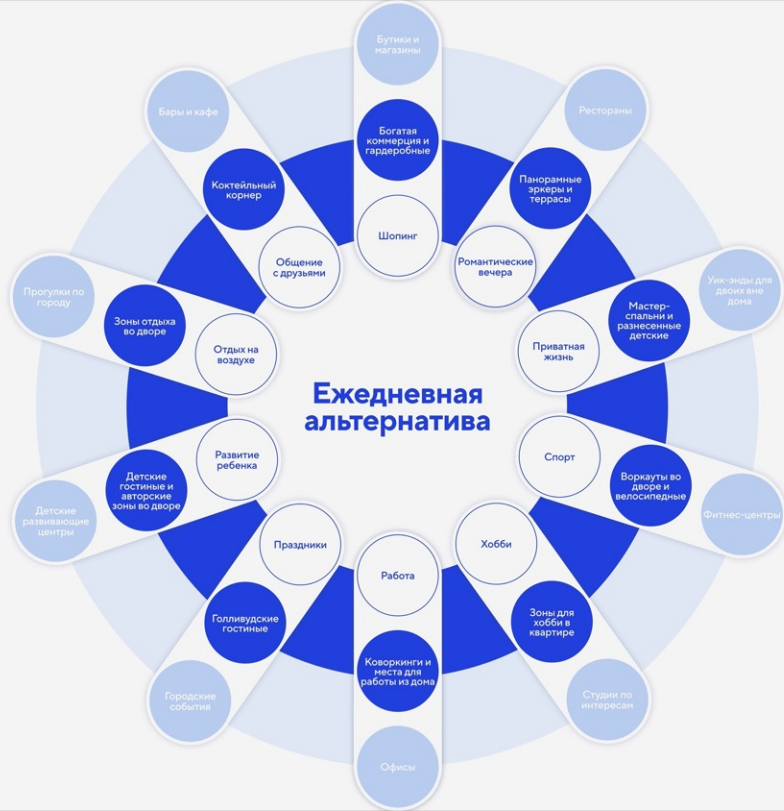 Бутики и
магазины
Богатая
коммерция и
гардеробные
Шопинг
Рестораны
Панорамные
эркеры и
террасы
Романтические
вечера
Уик-энды для
двоих вне
дома
Мастер-
спальни и
разнесенные
детские
Приватная
жизнь
Фитнес-центры
Воркауты во
дворе и
велосипедные
Спорт
Студии по
интересам
Зоны для
хобби в
квартире
Хобби
Офисы
Коворкинги и
места для
работы из дома
Работа
Городские
события
Голливудские
гостиные
Праздники
Детские
развивающие
центры
Детские
гостиные и
авторские
зоны во дворе
Развитие
ребенка
Прогулки по
городу
Зоны отдыха
во дворе
Отдых на
воздухе
Бары и кафе
Коктейльный
корнер
Общение
с друзьями
Ежедневная
альтернатива